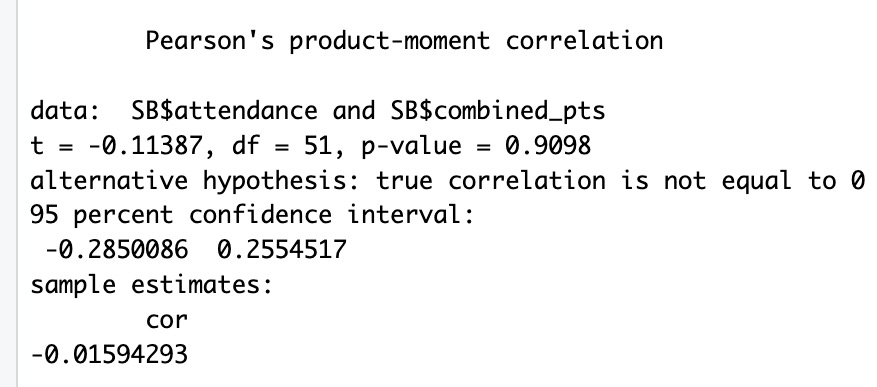 Pearson's product-moment correlation
data:  SB$attendance and SB$combined_pts
t = -0.11387, df = 51, p-value = 0.9098
alternative hypothesis: true correlation is not equal to 0
95 percent confidence interval:
 -0.2850086  0.2554517
sample estimates:
cor
-0.01594293